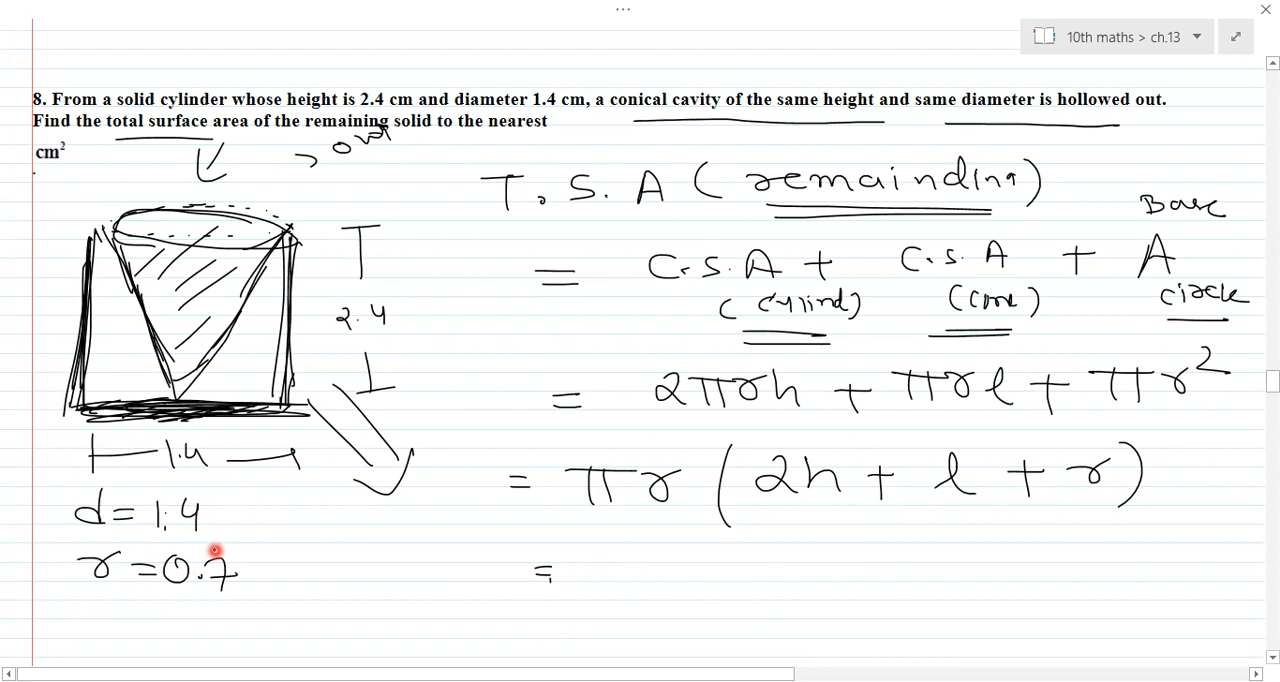 10th maths > ch.13
8. From a solid cylinder whose height is 2.4 cm and diameter 1.4 cm, a conical cavity of the same height and same diameter is hollowed out.
Find the total surface area of the remaining solid to the nearest
cm²
.
T. S. A ( remainding )
Base
= C.S.A + C.S.A + A
(cylind) (cone) circle
2.4
= 2πrh + πrl + πr²
1.4
= πr ( 2h + l + r )
d = 1.4
r = 0.7
=